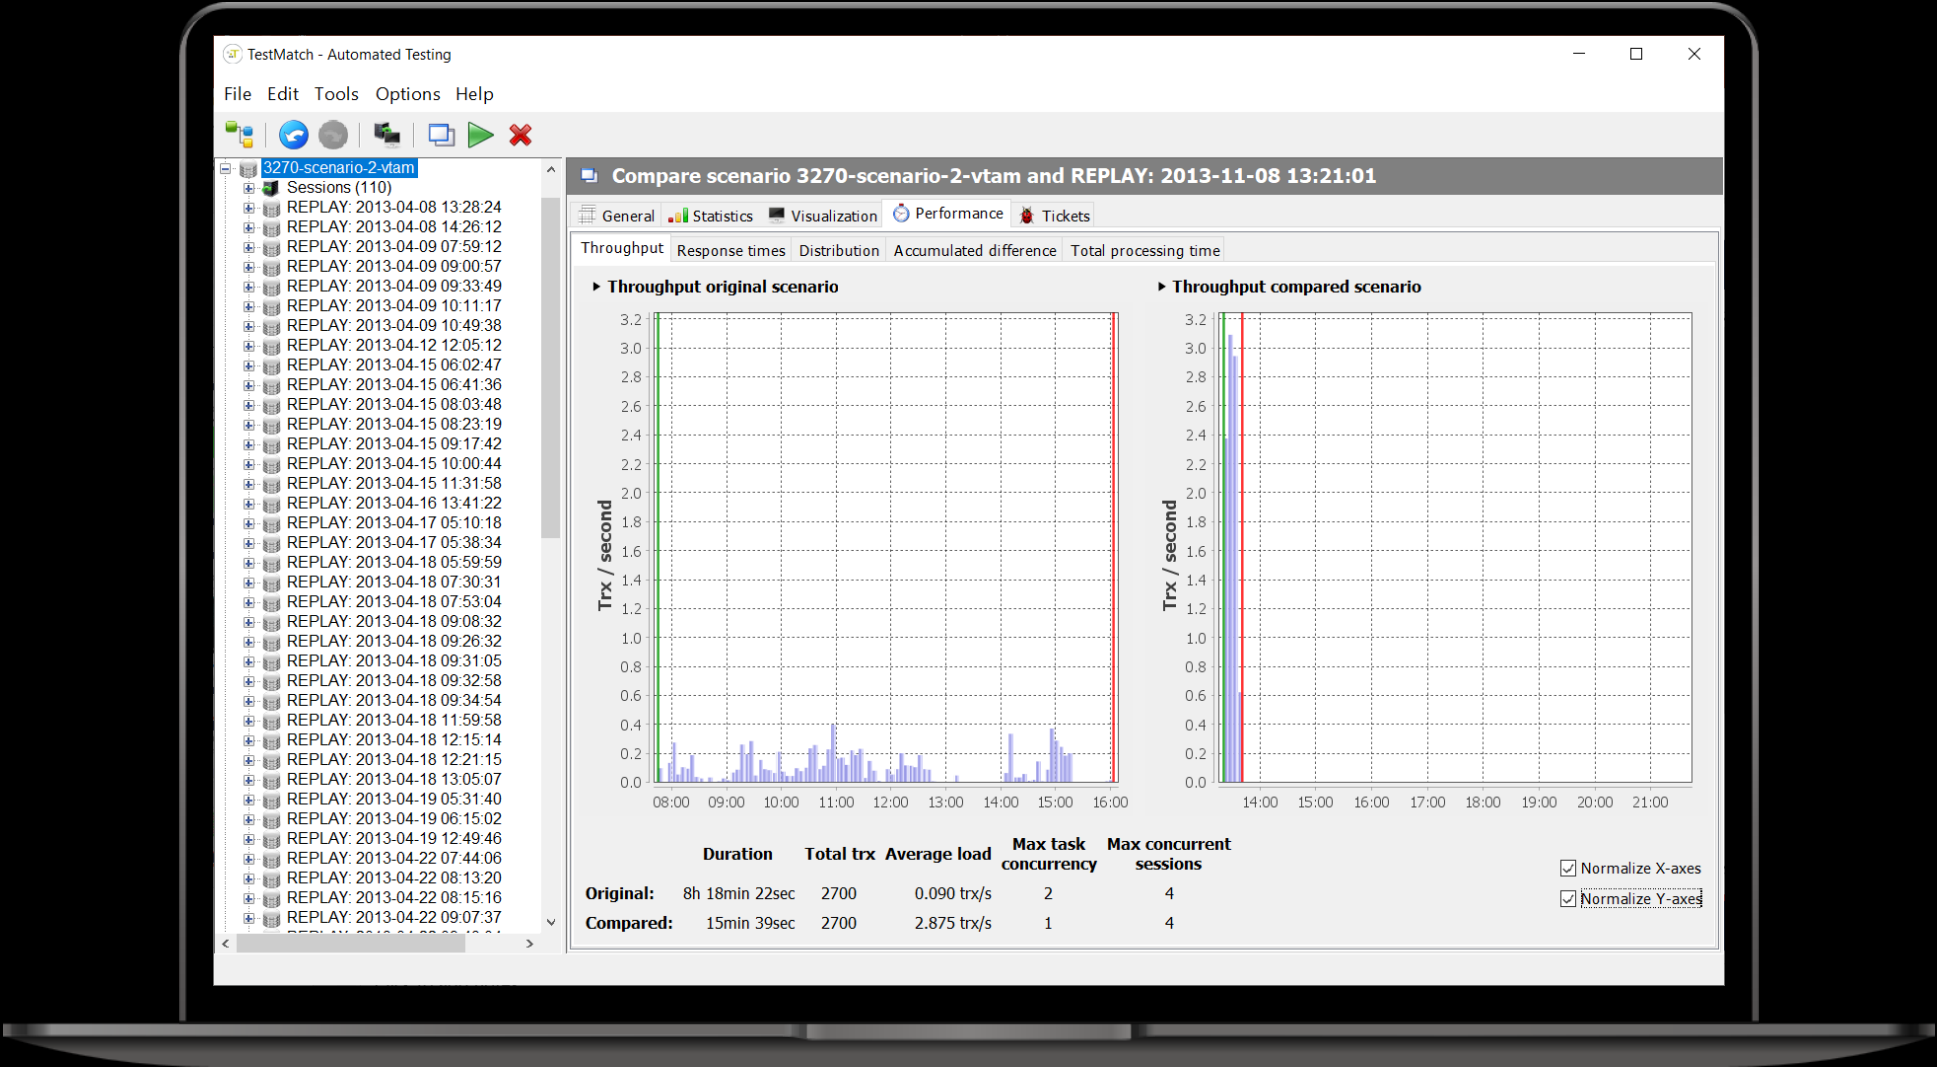 TestMatch - Automated Testing
File Edit Tools Options Help
3270-scenario-2-vtam
Sessions (110)
REPLAY: 2013-04-08 13:28:24
REPLAY: 2013-04-08 14:26:12
REPLAY: 2013-04-09 07:59:12
REPLAY: 2013-04-09 09:00:57
REPLAY: 2013-04-09 09:33:49
REPLAY: 2013-04-09 10:11:17
REPLAY: 2013-04-09 10:49:38
REPLAY: 2013-04-12 12:05:12
REPLAY: 2013-04-15 06:02:47
REPLAY: 2013-04-15 06:41:36
REPLAY: 2013-04-15 08:03:48
REPLAY: 2013-04-15 08:23:19
REPLAY: 2013-04-15 09:17:42
REPLAY: 2013-04-15 10:00:44
REPLAY: 2013-04-15 11:31:58
REPLAY: 2013-04-16 13:41:22
REPLAY: 2013-04-17 05:10:18
REPLAY: 2013-04-17 05:38:34
REPLAY: 2013-04-18 05:59:59
REPLAY: 2013-04-18 07:30:31
REPLAY: 2013-04-18 07:53:04
REPLAY: 2013-04-18 09:08:32
REPLAY: 2013-04-18 09:26:32
REPLAY: 2013-04-18 09:31:05
REPLAY: 2013-04-18 09:32:58
REPLAY: 2013-04-18 09:34:54
REPLAY: 2013-04-18 11:59:58
REPLAY: 2013-04-18 12:15:14
REPLAY: 2013-04-18 12:21:15
REPLAY: 2013-04-18 13:05:07
REPLAY: 2013-04-19 05:31:40
REPLAY: 2013-04-19 06:15:02
REPLAY: 2013-04-19 12:49:46
REPLAY: 2013-04-22 07:44:06
REPLAY: 2013-04-22 08:13:20
REPLAY: 2013-04-22 08:15:16
REPLAY: 2013-04-22 09:07:37
Compare scenario 3270-scenario-2-vtam and REPLAY: 2013-11-08 13:21:01
General Statistics Visualization Performance Tickets
Throughput Response times Distribution Accumulated difference Total processing time
Throughput original scenario
Trx / second
3.2
3.0
2.8
2.6
2.4
2.2
2.0
1.8
1.6
1.4
1.2
1.0
0.8
0.6
0.4
0.2
0.0
08:00 09:00 10:00 11:00 12:00 13:00 14:00 15:00 16:00
Throughput compared scenario
Trx / second
3.2
3.0
2.8
2.6
2.4
2.2
2.0
1.8
1.6
1.4
1.2
1.0
0.8
0.6
0.4
0.2
0.0
14:00 15:00 16:00 17:00 18:00 19:00 20:00 21:00
Duration Total trx Average load Max task concurrency Max concurrent sessions
Original: 8h 18min 22sec 2700 0.090 trx/s 2 4
Compared: 15min 39sec 2700 2.875 trx/s 1 4
Normalize X-axes
Normalize Y-axes